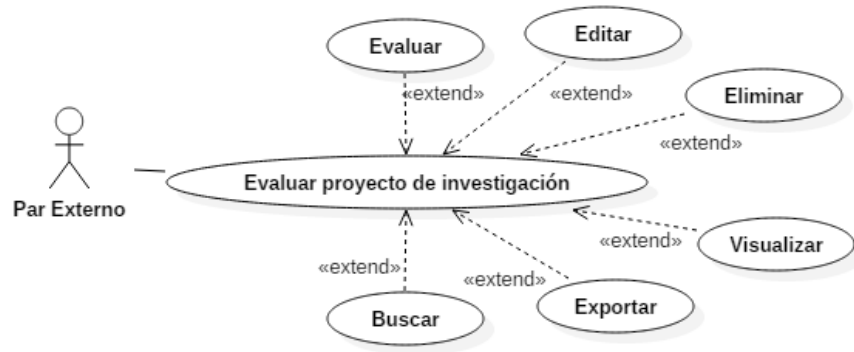 Evaluar
Editar
«extend»
«extend»
Eliminar
«extend»
Par Externo
Evaluar proyecto de investigación
«extend»
Visualizar
«extend»
«extend»
Buscar
Exportar